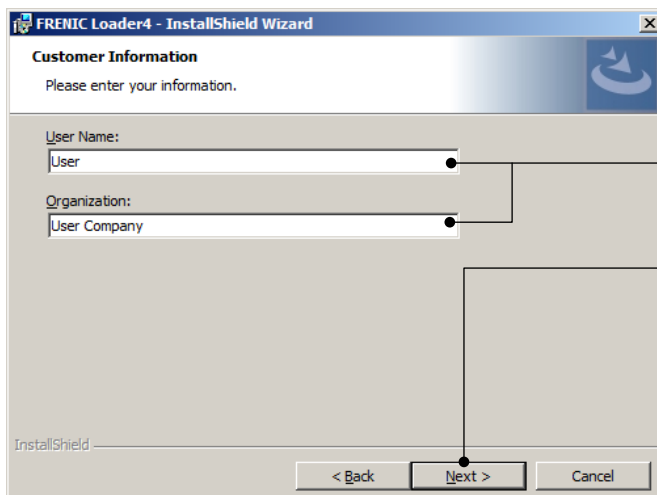 FRENIC Loader4 - InstallShield Wizard
Customer Information
Please enter your information.
User Name:
User
Organization:
User Company
InstallShield
< Back
Next >
Cancel